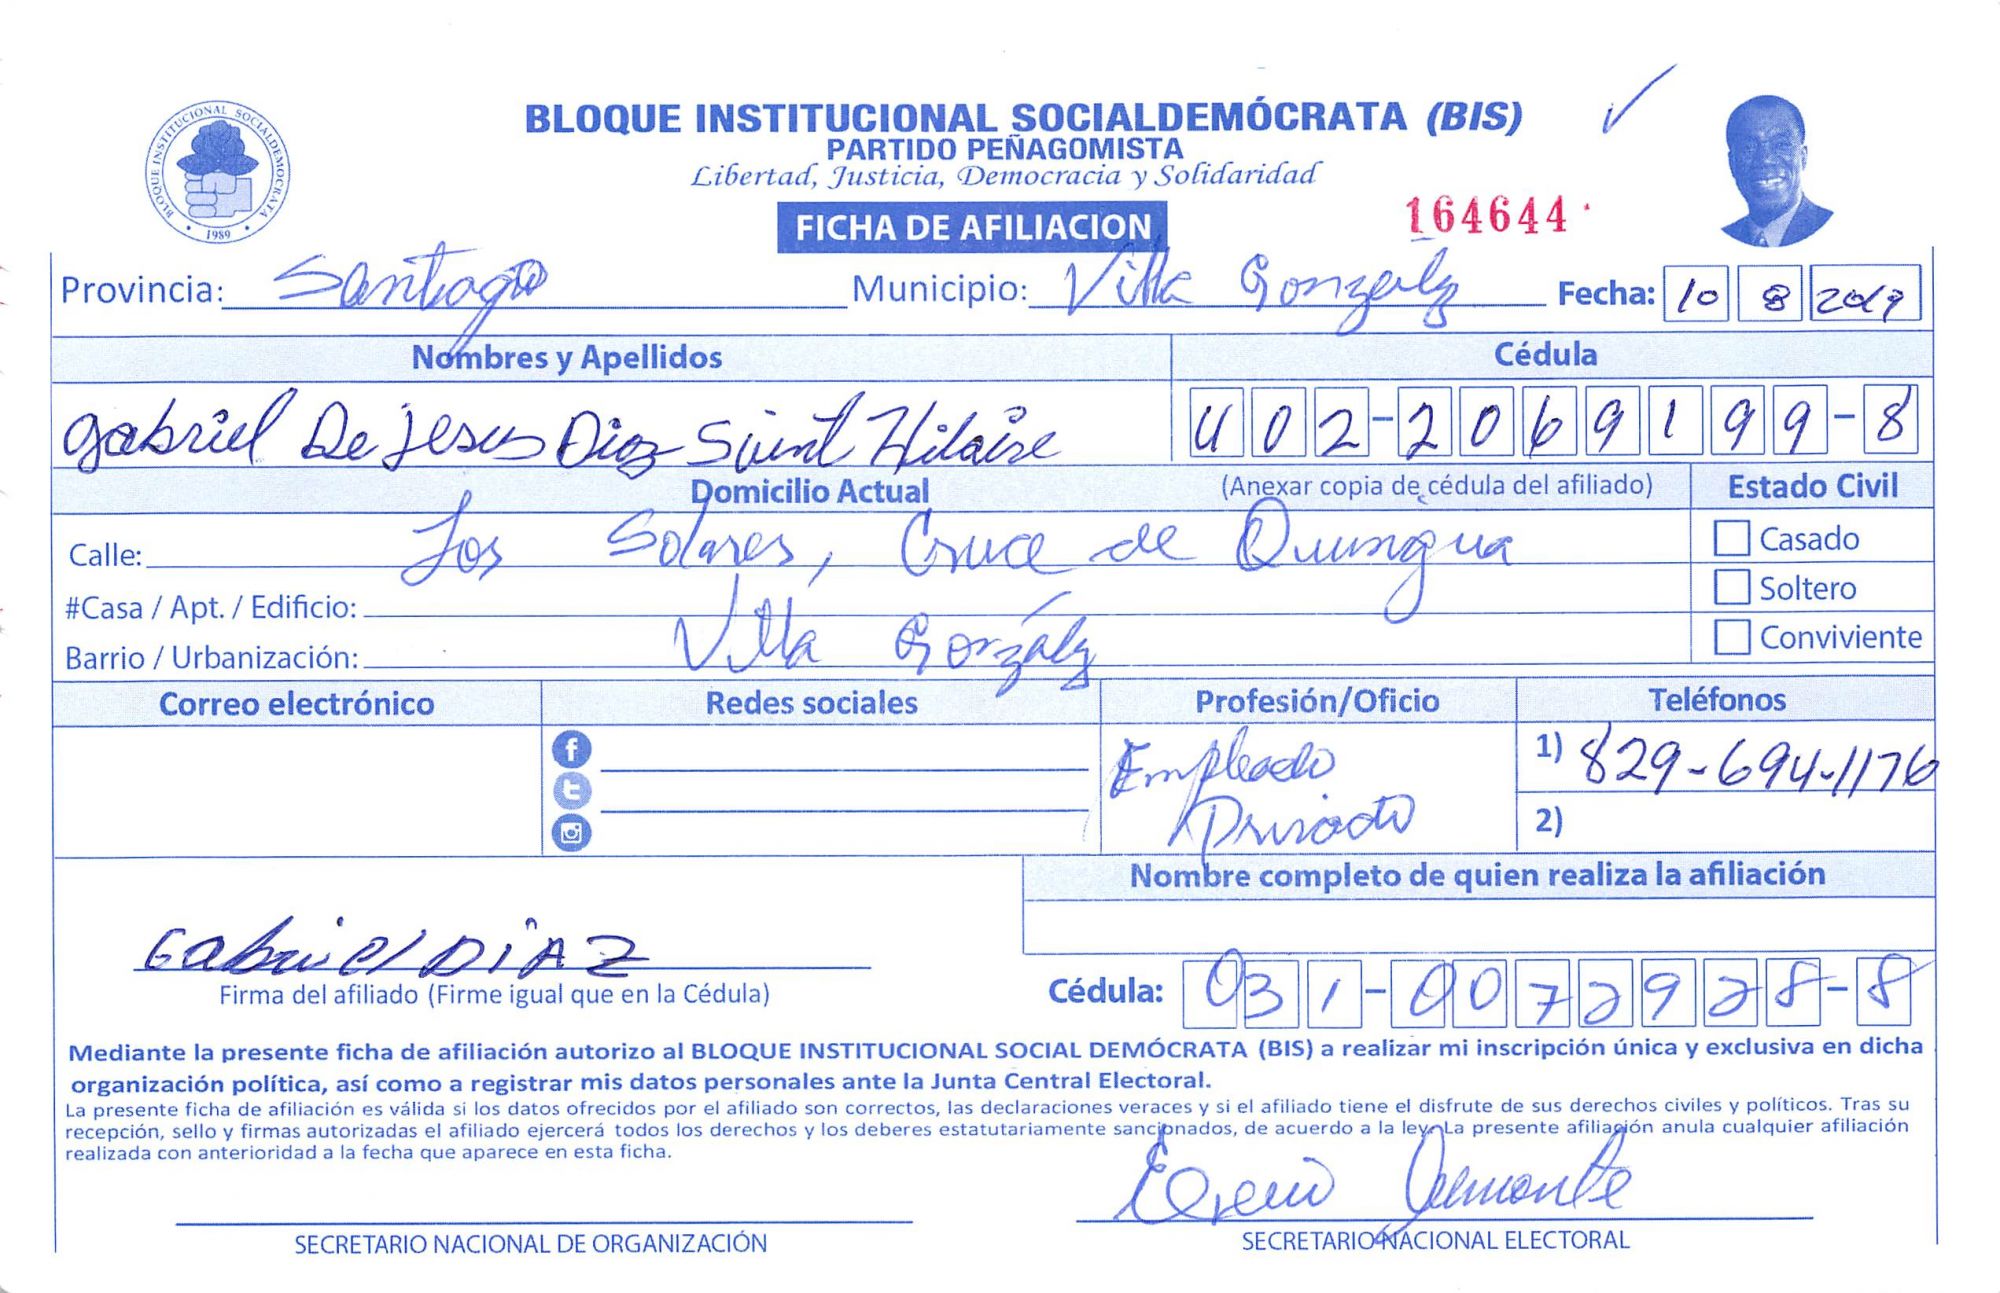 BLOQUE INSTITUCIONAL SOCIALDEMÓCRATA (BIS)
PARTIDO PEÑAGOMISTA
Libertad, Justicia, Democracia y Solidaridad
BLOQUE INSTITUCIONAL SOCIALDEMOCRATA
1989
FICHA DE AFILIACION
164644
Provincia: Santiago Municipio: Villa González Fecha: 10 8 2019
Nombres y Apellidos Cédula
Gabriel De Jesus Diaz Saint Hilaire 402-2069199-8
Domicilio Actual (Anexar copia de cédula del afiliado) Estado Civil
Calle: Los Solares, Cruce de Quinigua Casado
#Casa / Apt. / Edificio: Soltero
Barrio / Urbanización: Villa González Conviviente
Correo electrónico Redes sociales Profesión/Oficio Teléfonos
Empleado Privado
1) 829-694-1176
2)
Nombre completo de quien realiza la afiliación
Gabriel DiAZ
Firma del afiliado (Firme igual que en la Cédula)
Cédula: 031-0072928-8
Mediante la presente ficha de afiliación autorizo al BLOQUE INSTITUCIONAL SOCIAL DEMÓCRATA (BIS) a realizar mi inscripción única y exclusiva en dicha
organización política, así como a registrar mis datos personales ante la Junta Central Electoral.
La presente ficha de afiliación es válida si los datos ofrecidos por el afiliado son correctos, las declaraciones veraces y si el afiliado tiene el disfrute de sus derechos civiles y políticos. Tras su
recepción, sello y firmas autorizadas el afiliado ejercerá todos los derechos y los deberes estatutariamente sancionados, de acuerdo a la ley. La presente afiliación anula cualquier afiliación
realizada con anterioridad a la fecha que aparece en esta ficha.
SECRETARIO NACIONAL DE ORGANIZACIÓN
SECRETARIO NACIONAL ELECTORAL